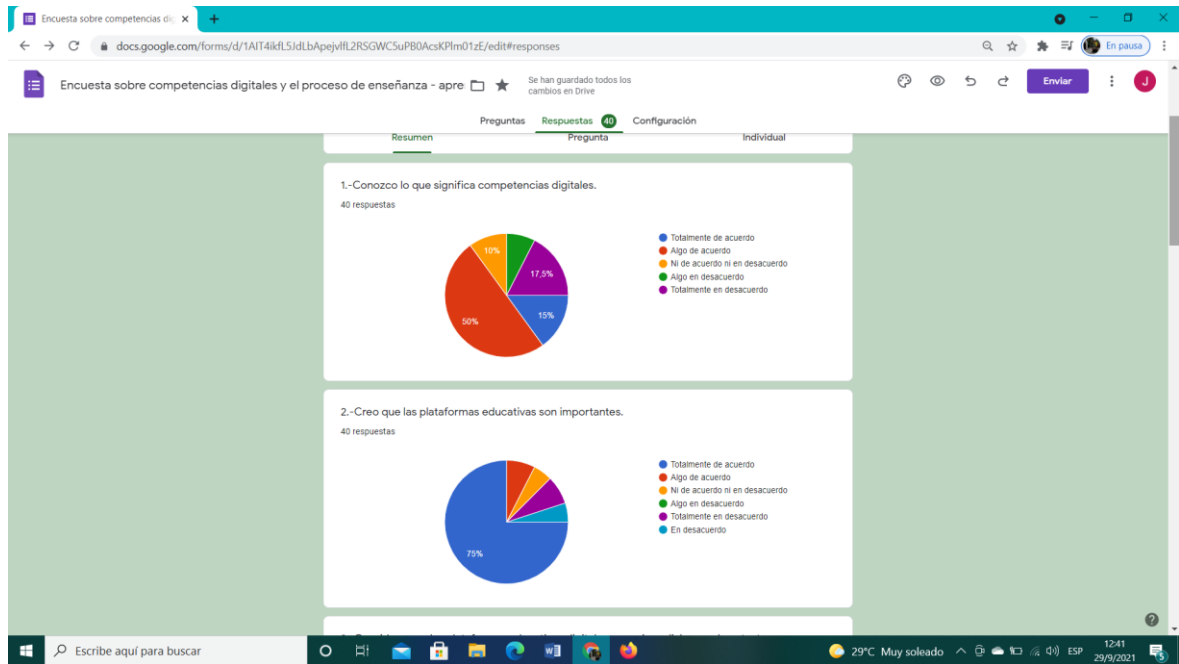 Encuesta sobre competencias dig
docs.google.com/forms/d/1AIT4ikfL5JdLbApejvlfL2RSGWC5uPB0AcsKPlm01zE/edit#responses
En pausa
Encuesta sobre competencias digitales y el proceso de enseñanza - apre
Se han guardado todos los
cambios en Drive
Enviar
J
Preguntas Respuestas 40 Configuración
Resumen Pregunta Individual
1.-Conozco lo que significa competencias digitales.
40 respuestas
10%
17,5%
50%
15%
Totalmente de acuerdo
Algo de acuerdo
Ni de acuerdo ni en desacuerdo
Algo en desacuerdo
Totalmente en desacuerdo
2.-Creo que las plataformas educativas son importantes.
40 respuestas
75%
Totalmente de acuerdo
Algo de acuerdo
Ni de acuerdo ni en desacuerdo
Algo en desacuerdo
Totalmente en desacuerdo
En desacuerdo
Escribe aquí para buscar
29°C Muy soleado
ESP
12:41
29/9/2021
5